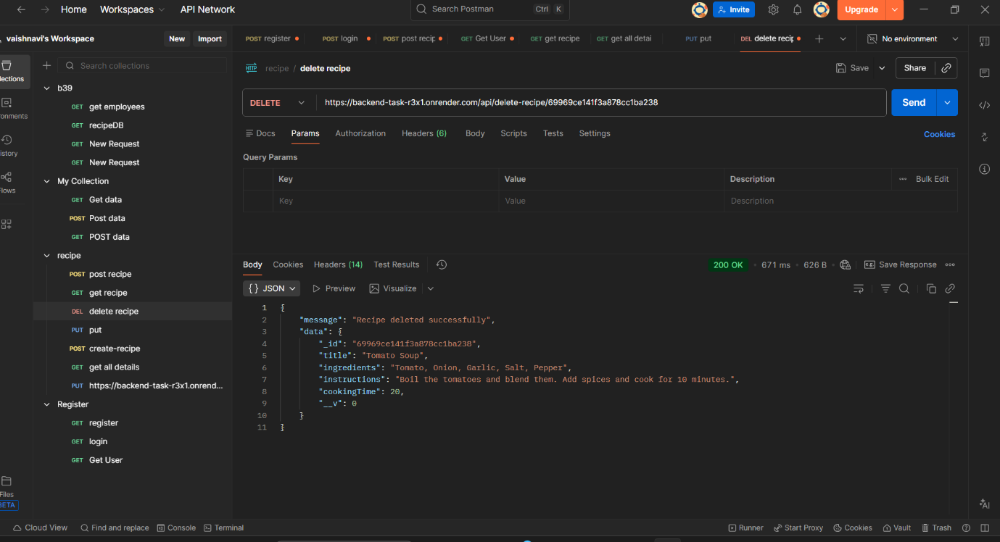 Home Workspaces API Network Search Postman Ctrl K Invite Upgrade
vaishnavi's Workspace New Import POST register POST login POST post recip GET Get User GET get recipe GET get all detai PUT put DEL delete recip No environment
Search collections
HTTP recipe / delete recipe Save Share
lections
b39
GET get employees
DELETE https://backend-task-r3x1.onrender.com/api/delete-recipe/69969ce141f3a878cc1ba238 Send
ronments
GET recipeDB
GET New Request
GET New Request
Docs Params Authorization Headers (6) Body Scripts Tests Settings Cookies
istory
Query Params
My Collection
Key Value Description Bulk Edit
Flows
GET Get data
Key Value Description
POST Post data
GET POST data
recipe
POST post recipe
GET get recipe
DEL delete recipe
PUT put
POST create-recipe
GET get all details
PUT https://backend-task-r3x1.onrend...
Register
GET register
GET login
GET Get User
Body Cookies Headers (14) Test Results 200 OK 671 ms 626 B Save Response
{ } JSON Preview Visualize
1 {
2 "message": "Recipe deleted successfully",
3 "data": {
4 "_id": "69969ce141f3a878cc1ba238",
5 "title": "Tomato Soup",
6 "ingredients": "Tomato, Onion, Garlic, Salt, Pepper",
7 "instructions": "Boil the tomatoes and blend them. Add spices and cook for 10 minutes.",
8 "cookingTime": 20,
9 "__v": 0
10 }
11 }
Files
BETA
AI
Cloud View Find and replace Console Terminal Runner Start Proxy Cookies Vault Trash